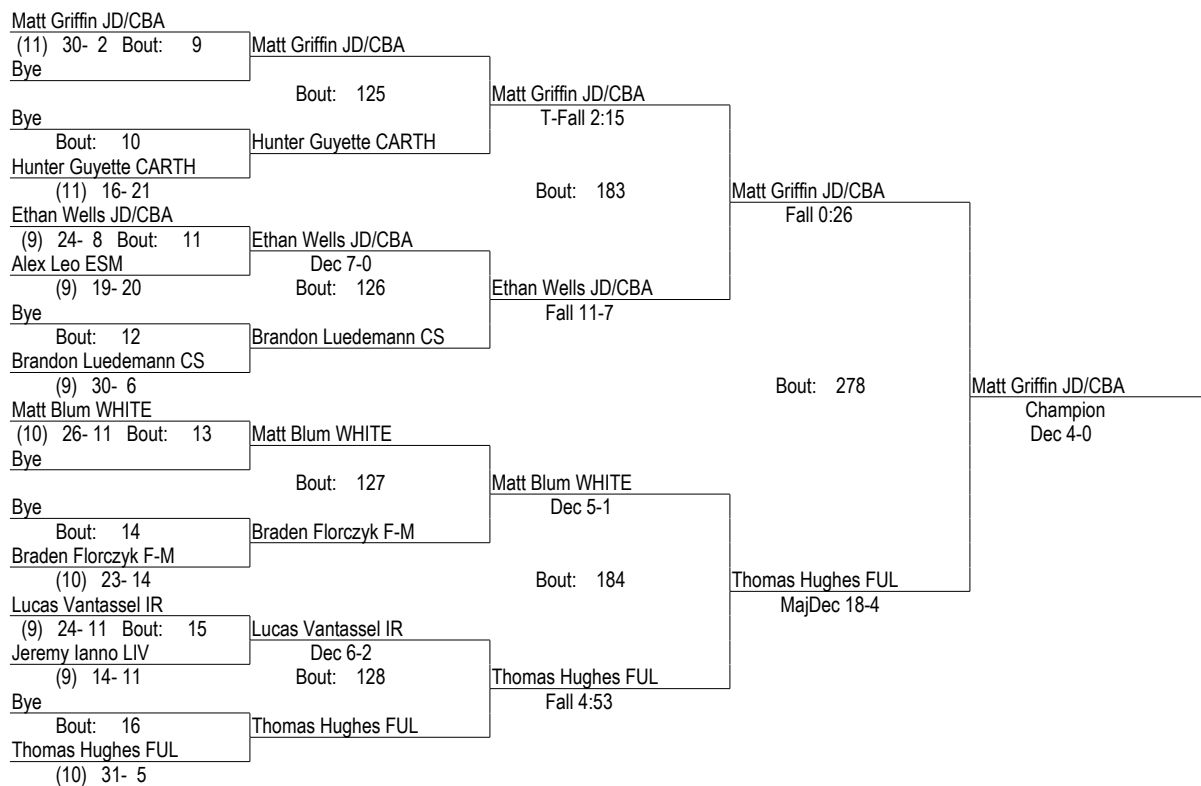 Matt Griffin JD/CBA
(11) 30- 2 Bout: 9
Bye
Bye
Bout: 10
Hunter Guyette CARTH
(11) 16- 21
Ethan Wells JD/CBA
(9) 24- 8 Bout: 11
Alex Leo ESM
(9) 19- 20
Bye
Bout: 12
Brandon Luedemann CS
(9) 30- 6
Matt Blum WHITE
(10) 26- 11 Bout: 13
Bye
Bye
Bout: 14
Braden Florczyk F-M
(10) 23- 14
Lucas Vantassel IR
(9) 24- 11 Bout: 15
Jeremy Ianno LIV
(9) 14- 11
Bye
Bout: 16
Thomas Hughes FUL
(10) 31- 5
Matt Griffin JD/CBA
Bout: 125
Hunter Guyette CARTH
Ethan Wells JD/CBA
Dec 7-0
Bout: 126
Brandon Luedemann CS
Matt Blum WHITE
Bout: 127
Braden Florczyk F-M
Lucas Vantassel IR
Dec 6-2
Bout: 128
Thomas Hughes FUL
Matt Griffin JD/CBA
T-Fall 2:15
Bout: 183
Ethan Wells JD/CBA
Fall 11-7
Matt Blum WHITE
Dec 5-1
Bout: 184
Thomas Hughes FUL
Fall 4:53
Matt Griffin JD/CBA
Fall 0:26
Bout: 278
Thomas Hughes FUL
MajDec 18-4
Matt Griffin JD/CBA
Champion
Dec 4-0